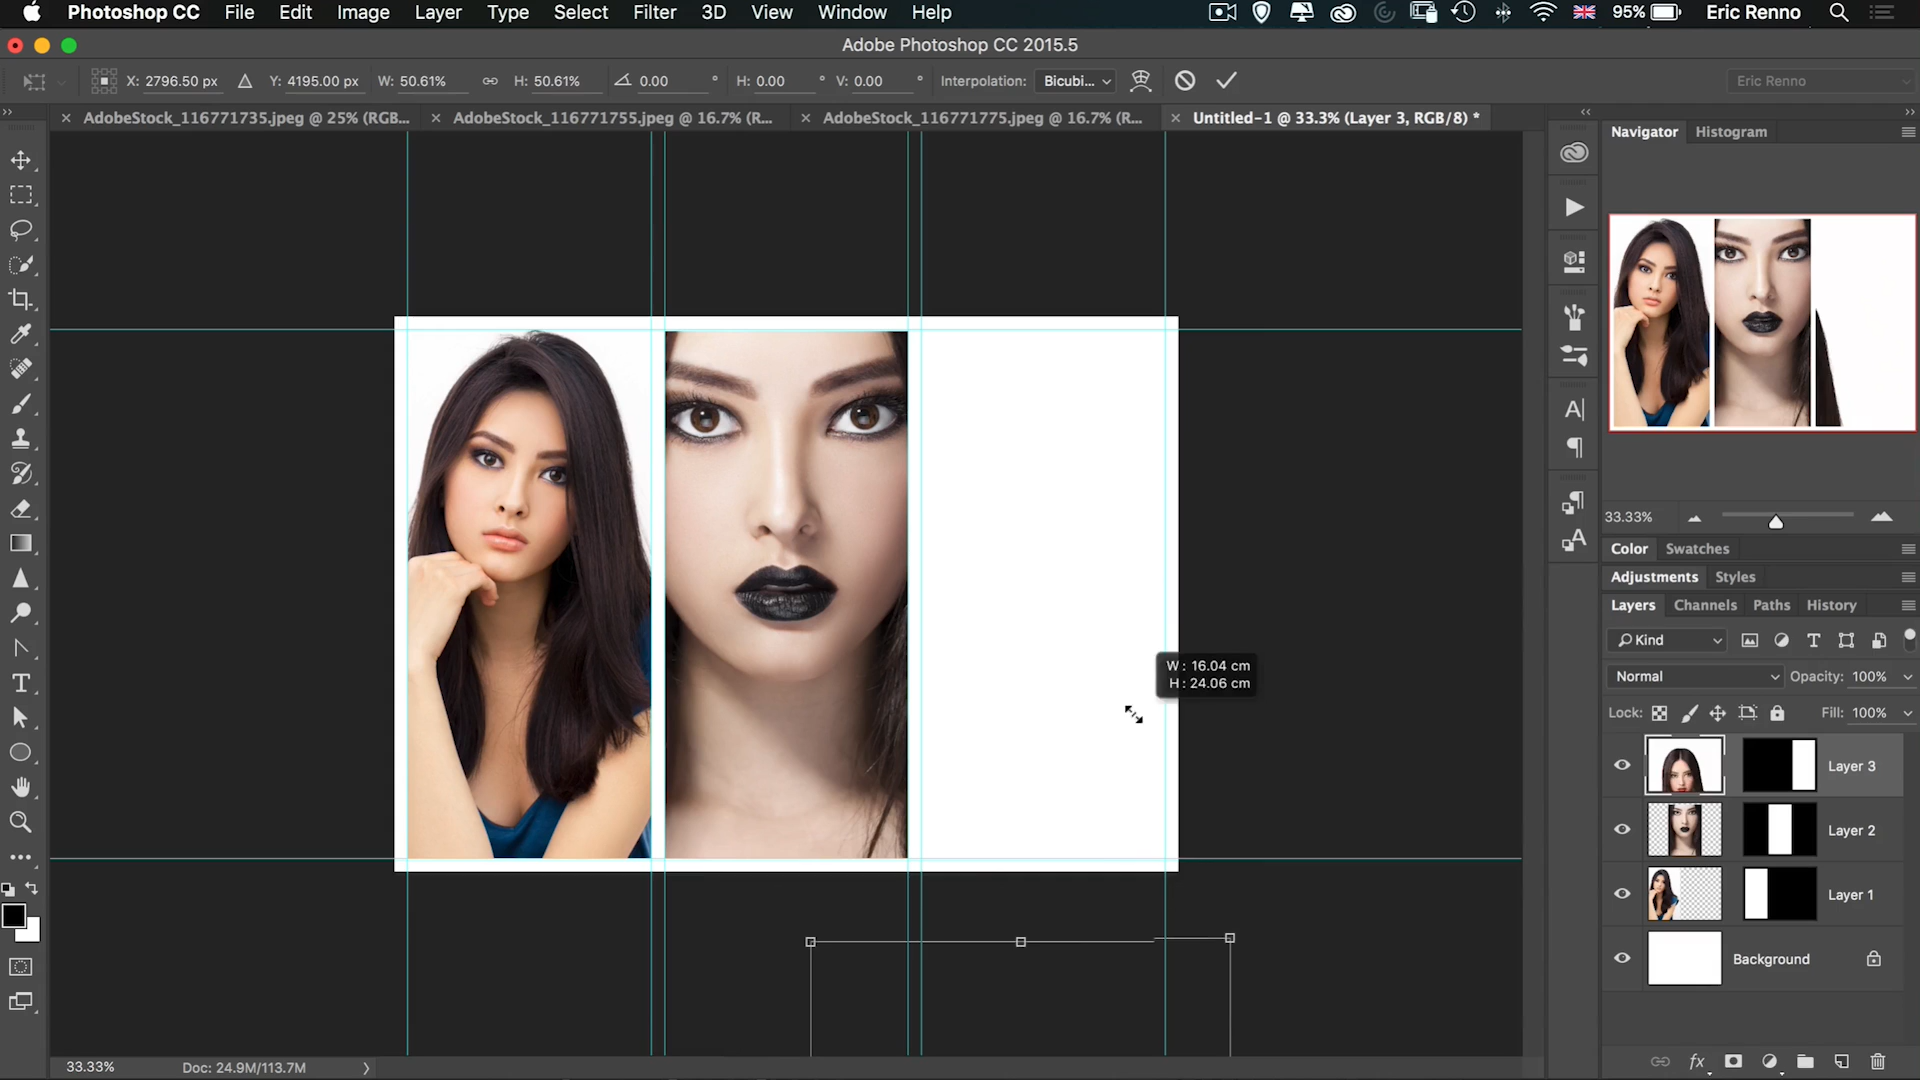 Photoshop CC File Edit Image Layer Type Select Filter 3D View Window Help 95% Eric Renno
Adobe Photoshop CC 2015.5
X: 2796.50 px Y: 4195.00 px W: 50.61% H: 50.61% 0.00 ° H: 0.00 ° V: 0.00 ° Interpolation: Bicubi... Eric Renno
AdobeStock_116771735.jpeg @ 25% (RGB... AdobeStock_116771755.jpeg @ 16.7% (R... AdobeStock_116771775.jpeg @ 16.7% (R... Untitled-1 @ 33.3% (Layer 3, RGB/8) *
Navigator Histogram
33.33%
Color Swatches
Adjustments Styles
Layers Channels Paths History
Kind
Normal Opacity: 100%
Lock: Fill: 100%
W: 16.04 cm
H: 24.06 cm
Layer 3
Layer 2
Layer 1
Background
33.33% Doc: 24.9M/113.7M